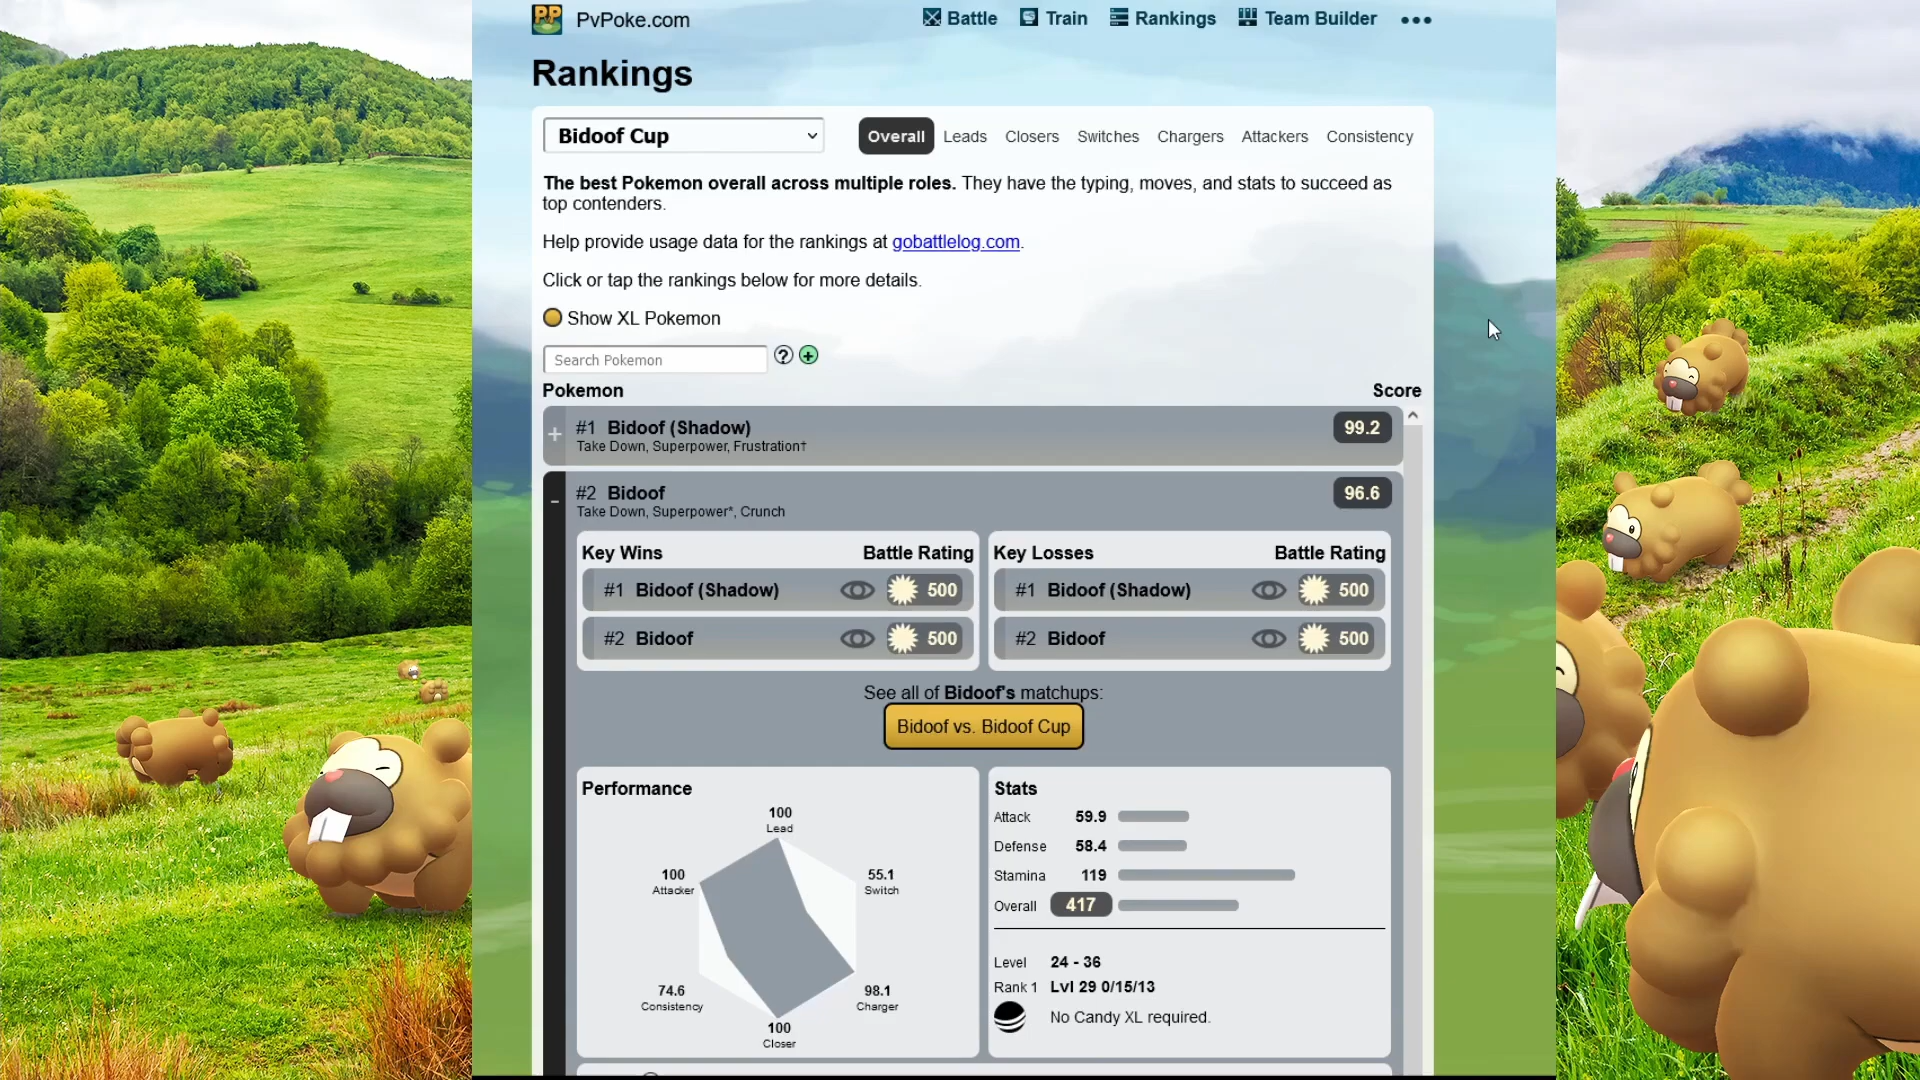 PvPoke.com
Battle
Train
Rankings
Team Builder
Rankings
Bidoof Cup
Overall
Leads
Closers
Switches
Chargers
Attackers
Consistency
The best Pokemon overall across multiple roles. They have the typing, moves, and stats to succeed as
top contenders.
Help provide usage data for the rankings at gobattlelog.com.
Click or tap the rankings below for more details.
Show XL Pokemon
Search Pokemon
?
+
Pokemon
Score
+
#1 Bidoof (Shadow)
99.2
Take Down, Superpower, Frustration†
-
#2 Bidoof
96.6
Take Down, Superpower*, Crunch
Key Wins
Battle Rating
#1 Bidoof (Shadow)
500
#2 Bidoof
500
Key Losses
Battle Rating
#1 Bidoof (Shadow)
500
#2 Bidoof
500
See all of Bidoof's matchups:
Bidoof vs. Bidoof Cup
Performance
100
Lead
100
Attacker
55.1
Switch
74.6
Consistency
98.1
Charger
100
Closer
Stats
Attack 59.9
Defense 58.4
Stamina 119
Overall 417
Level 24 - 36
Rank 1 Lvl 29 0/15/13
No Candy XL required.